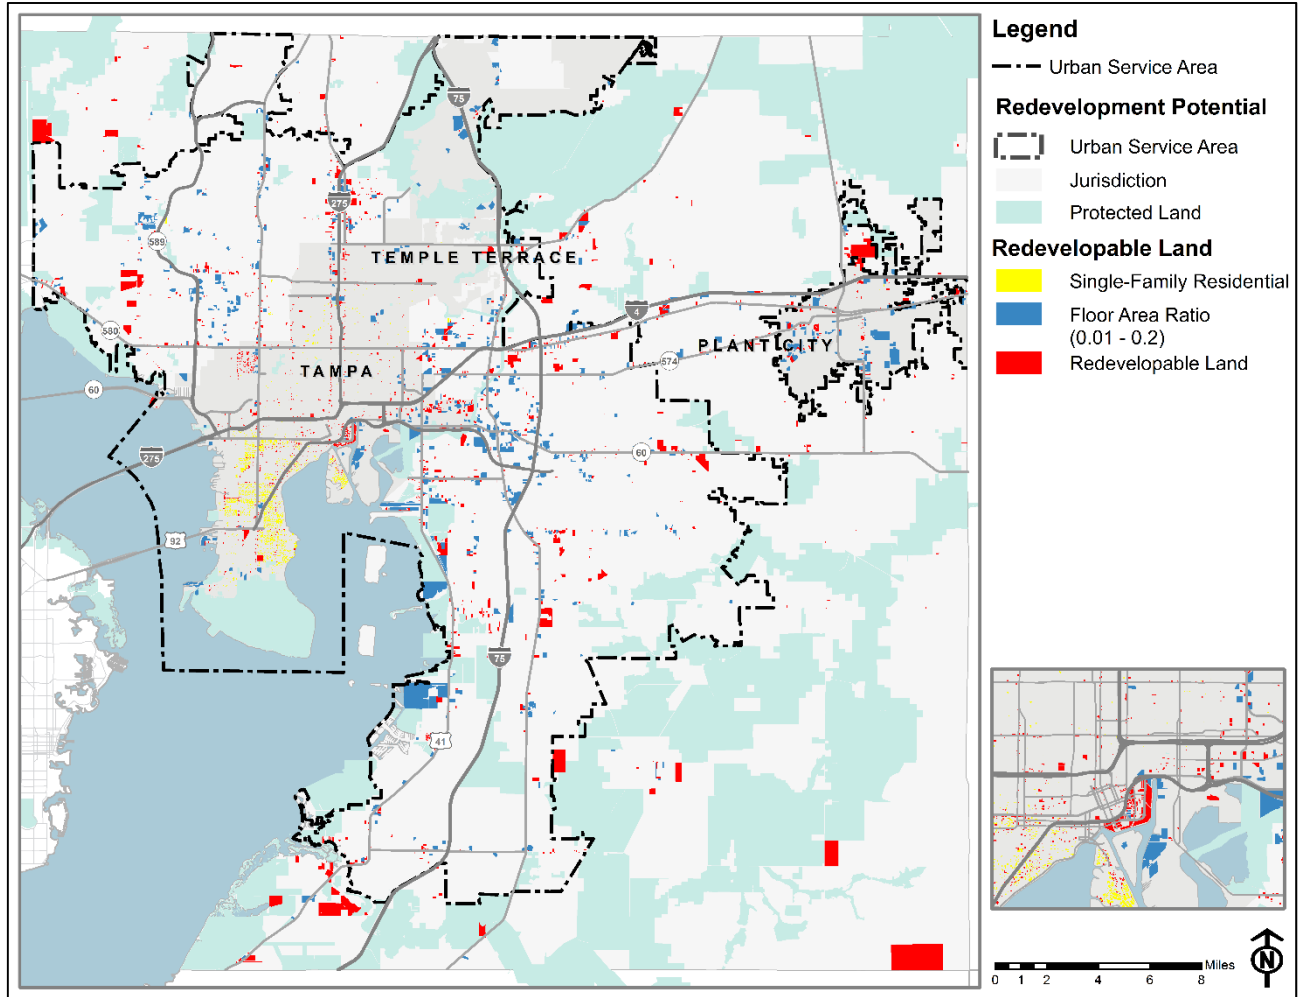 75
275
589
TEMPLE TERRACE
4
580
PLANT CITY
574
TAMPA
60
60
275
92
75
41
Legend
Urban Service Area
Redevelopment Potential
Urban Service Area
Jurisdiction
Protected Land
Redevelopable Land
Single-Family Residential
Floor Area Ratio
(0.01 - 0.2)
Redevelopable Land
Miles
0 1 2 4 6 8
N